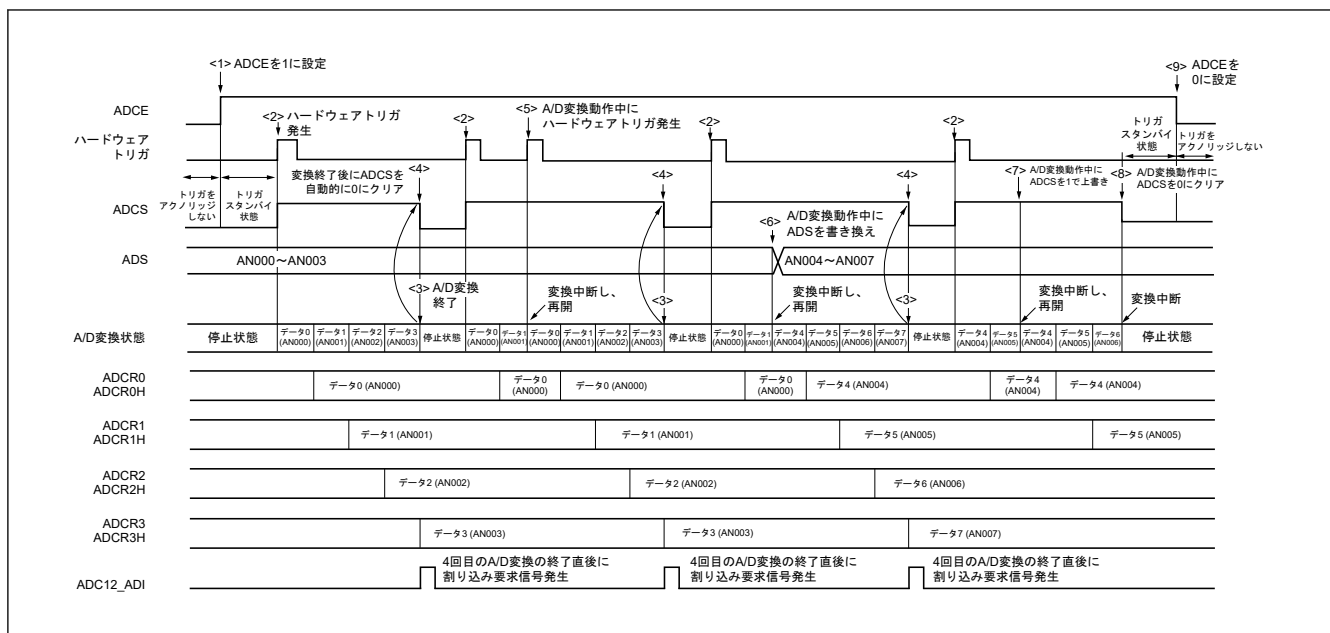 <1> ADCEを1に設定
<9> ADCEを
0に設定
ADCE
<2> ハードウェアトリガ
発生
<2>
<5> A/D変換動作中に
ハードウェアトリガ発生
<2>
<2>
トリガ
スタンバイ
状態
トリガを
アクノリッジしない
ハードウェア
トリガ
トリガを
アクノリッジ
しない
トリガ
スタンバイ
状態
変換終了後にADCSを
自動的に0にクリア
<4>
<4>
<4>
<7> A/D変換動作中に
ADCSを1で上書き
<8> A/D変換動作中に
ADCSを0にクリア
ADCS
<6> A/D変換動作中に
ADSを書き換え
ADS
AN000～AN003
AN004～AN007
<3> A/D変換
終了
変換中断し、
再開
<3>
変換中断し、
再開
<3>
変換中断し、
再開
変換中断
A/D変換状態
停止状態
データ0
(AN000)
データ1
(AN001)
データ2
(AN002)
データ3
(AN003)
停止状態
データ0
(AN000)
データ1
(AN001)
データ0
(AN000)
データ1
(AN001)
データ2
(AN002)
データ3
(AN003)
停止状態
データ0
(AN000)
データ1
(AN001)
データ4
(AN004)
データ5
(AN005)
データ6
(AN006)
データ7
(AN007)
停止状態
データ4
(AN004)
データ5
(AN005)
データ4
(AN004)
データ5
(AN005)
データ6
(AN006)
停止状態
ADCR0
ADCR0H
データ0 (AN000)
データ0
(AN000)
データ0 (AN000)
データ0
(AN000)
データ4 (AN004)
データ4
(AN004)
データ4 (AN004)
ADCR1
ADCR1H
データ1 (AN001)
データ1 (AN001)
データ5 (AN005)
データ5 (AN005)
ADCR2
ADCR2H
データ2 (AN002)
データ2 (AN002)
データ6 (AN006)
ADCR3
ADCR3H
データ3 (AN003)
データ3 (AN003)
データ7 (AN007)
ADC12_ADI
4回目のA/D変換の終了直後に
割り込み要求信号発生
4回目のA/D変換の終了直後に
割り込み要求信号発生
4回目のA/D変換の終了直後に
割り込み要求信号発生